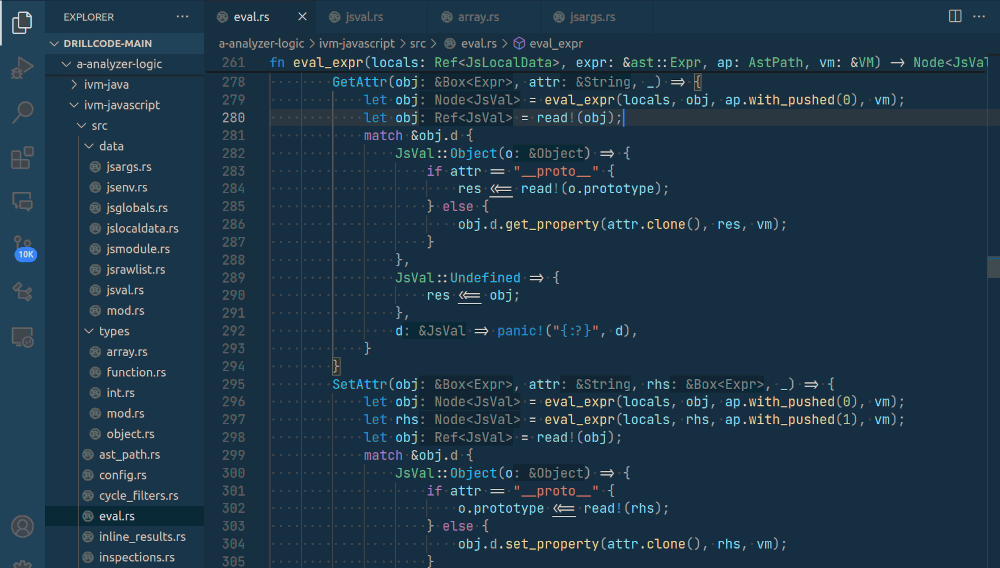 EXPLORER ···
eval.rs × jsval.rs array.rs jsargs.rs ···
DRILLCODE-MAIN
a-analyzer-logic
ivm-java
ivm-javascript
src
data
jsargs.rs
jsenv.rs
jsglobals.rs
jslocaldata.rs
jsmodule.rs
jsrawlist.rs
jsval.rs
mod.rs
types
array.rs
function.rs
int.rs
mod.rs
object.rs
ast_path.rs
config.rs
cycle_filters.rs
eval.rs
inline_results.rs
inspections.rs
10K
a-analyzer-logic > ivm-javascript > src > eval.rs > eval_expr
261 fn eval_expr(locals: Ref<JsLocalData>, expr: &ast::Expr, ap: AstPath, vm: &VM) -> Node<JsVal
278 GetAttr(obj: &Box<Expr>, attr: &String, _) => {
279 let obj: Node<JsVal> = eval_expr(locals, obj, ap.with_pushed(0), vm);
280 let obj: Ref<JsVal> = read!(obj);
281 match &obj.d {
282 JsVal::Object(o: &Object) => {
283 if attr == "__proto__" {
284 res <<= read!(o.prototype);
285 } else {
286 obj.d.get_property(attr.clone(), res, vm);
287 }
288 },
289 JsVal::Undefined => {
290 res <<= obj;
291 },
292 d: &JsVal => panic!("{:?}", d),
293 }
294 }
295 SetAttr(obj: &Box<Expr>, attr: &String, rhs: &Box<Expr>, _) => {
296 let obj: Node<JsVal> = eval_expr(locals, obj, ap.with_pushed(0), vm);
297 let rhs: Node<JsVal> = eval_expr(locals, rhs, ap.with_pushed(1), vm);
298 let obj: Ref<JsVal> = read!(obj);
299 match &obj.d {
300 JsVal::Object(o: &Object) => {
301 if attr == "__proto__" {
302 o.prototype <<= read!(rhs);
303 } else {
304 obj.d.set_property(attr.clone(), rhs, vm);
305 }